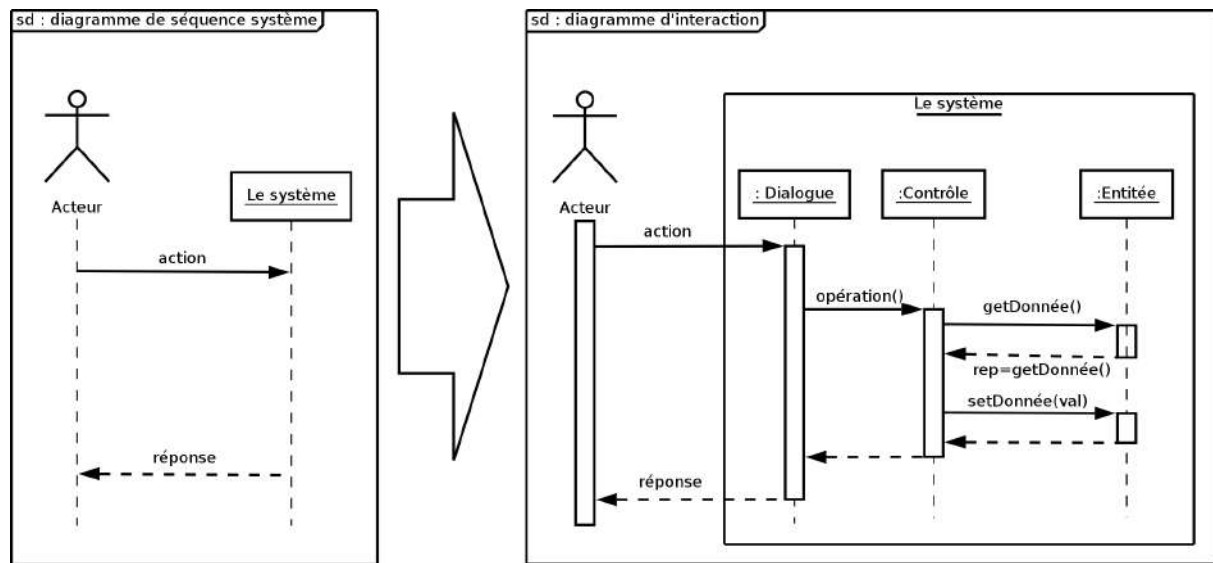 sd : diagramme de séquence système
Acteur
Le système
action
réponse
sd : diagramme d'interaction
Le système
Acteur
: Dialogue
:Contrôle
:Entitée
action
opération()
getDonnée()
rep=getDonnée()
setDonnée(val)
réponse